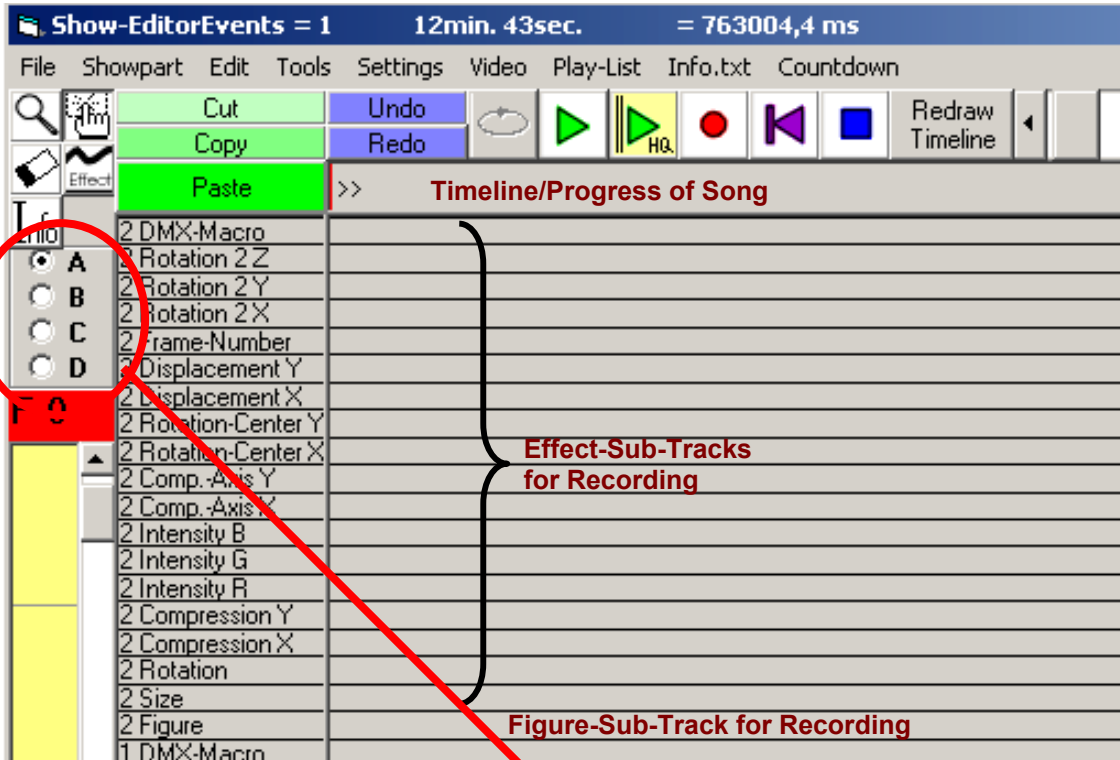 Show-EditorEvents = 1 12min. 43sec. = 763004,4 ms
File Showpart Edit Tools Settings Video Play-List Info.txt Countdown
Cut Undo
Copy Redo
HQ
Redraw
Timeline
Effect
Paste
>> Timeline/Progress of Song
Info
A
B
C
D
2 DMX-Macro
2 Rotation 2 Z
2 Rotation 2 Y
2 Rotation 2 X
2 Frame-Number
2 Displacement Y
2 Displacement X
2 Rotation-Center Y
2 Rotation-Center X
2 Comp.-Axis Y
2 Comp.-Axis X
2 Intensity B
2 Intensity G
2 Intensity R
2 Compression Y
2 Compression X
2 Rotation
2 Size
2 Figure
1 DMX-Macro
Effect-Sub-Tracks
for Recording
Figure-Sub-Track for Recording